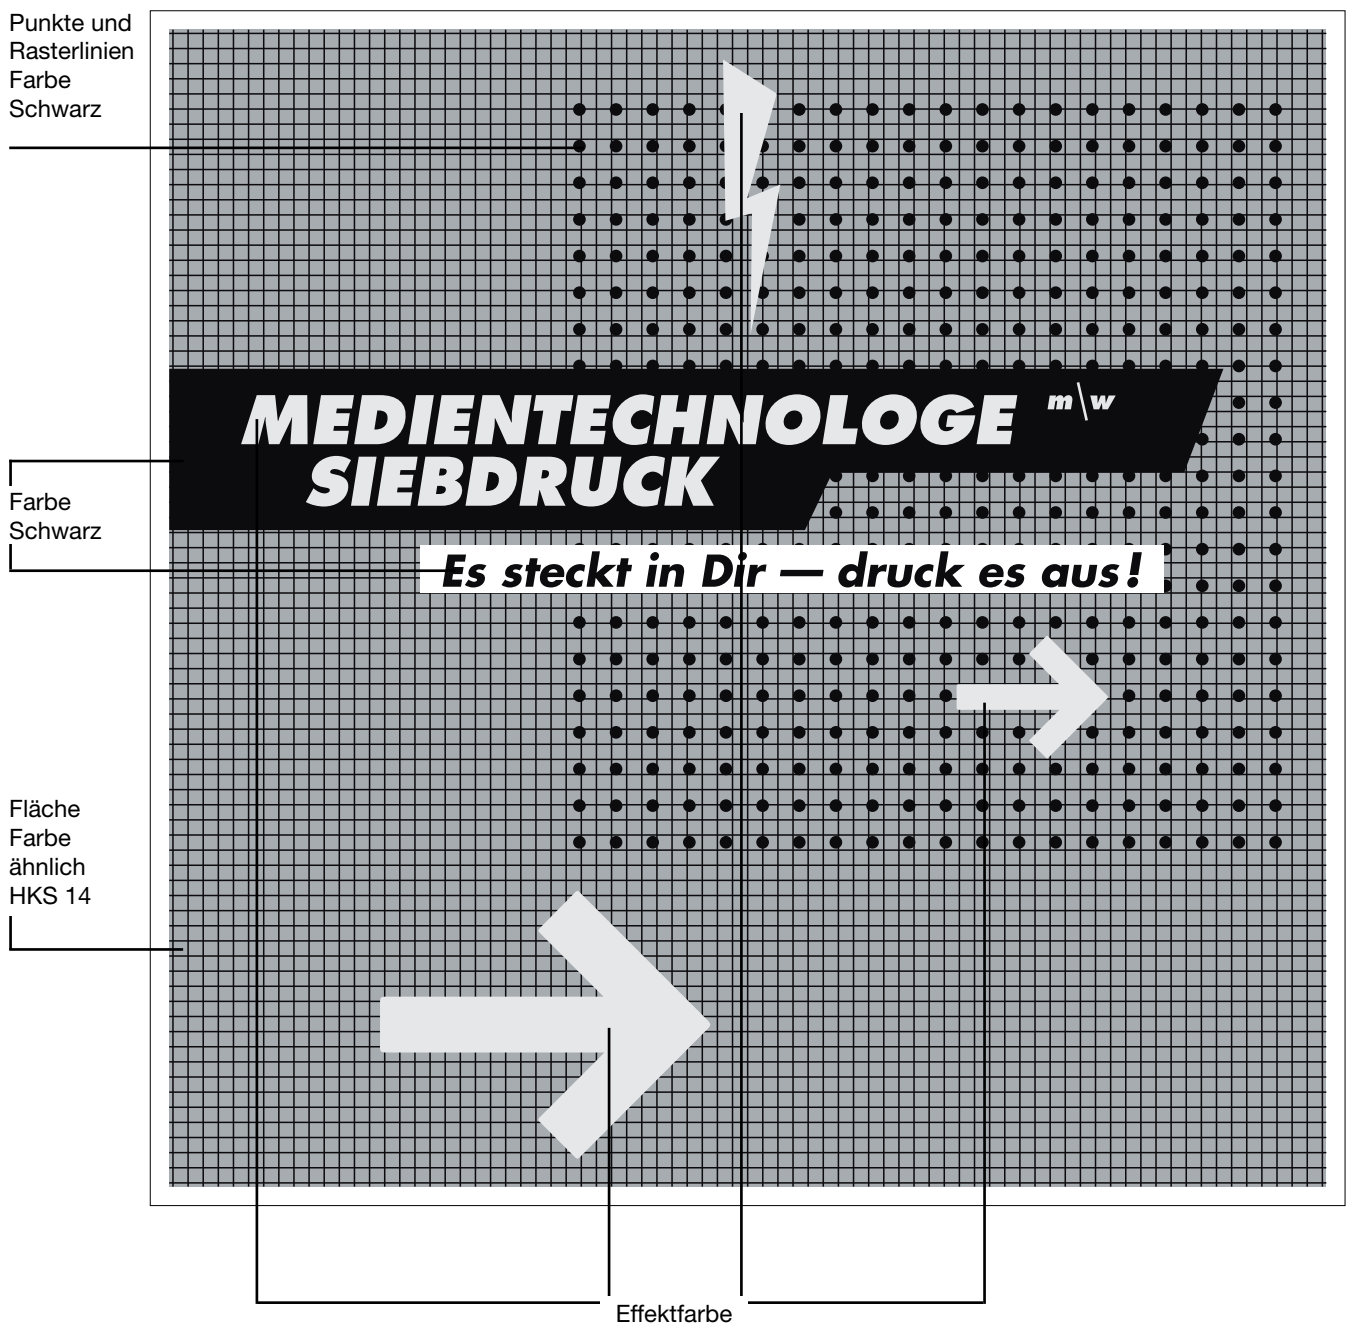 Punkte und
Rasterlinien
Farbe
Schwarz
MEDIENTECHNOLOGE m\w
SIEBDRUCK
Farbe
Schwarz
Es steckt in Dir — druck es aus!
Fläche
Farbe
ähnlich
HKS 14
Effektfarbe